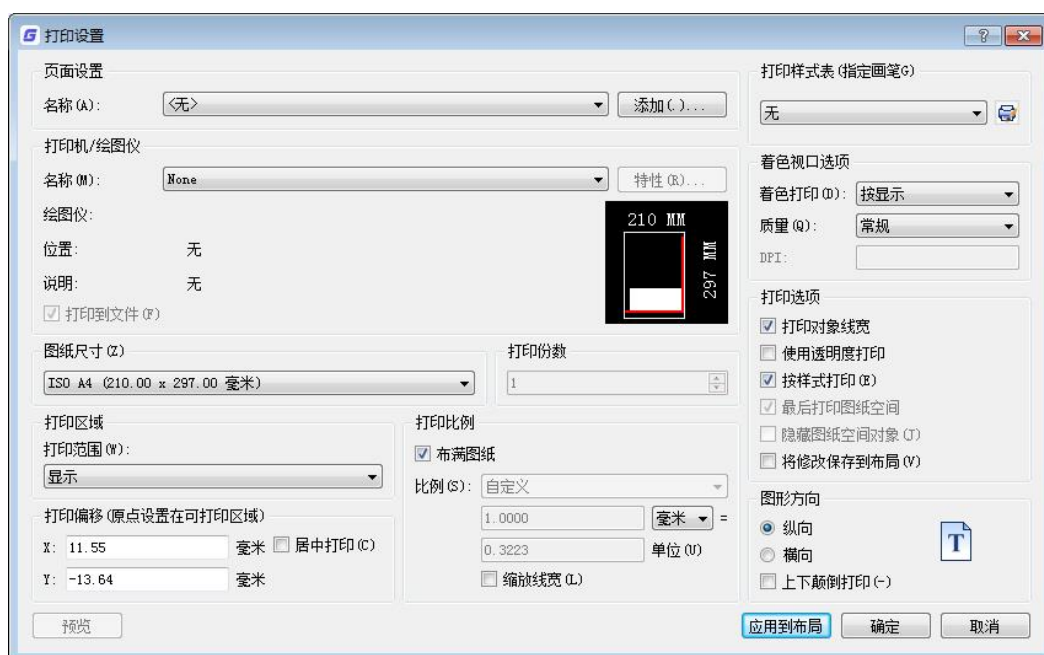 打印设置
页面设置
名称(A): <无> 添加(.)...
打印机/绘图仪
名称(M): None 特性(R)...
绘图仪:
位置: 无
说明: 无
打印到文件(F)
210 MM
297 MM
图纸尺寸(Z)
ISO A4 (210.00 x 297.00 毫米)
打印份数
1
打印区域
打印范围(W):
显示
打印偏移(原点设置在可打印区域)
X: 11.55 毫米 居中打印(C)
Y: -13.64 毫米
打印比例
布满图纸
比例(S): 自定义
1.0000 毫米 =
0.3223 单位(U)
缩放线宽(L)
打印样式表(指定画笔G)
无
着色视口选项
着色打印(D): 按显示
质量(Q): 常规
DPI:
打印选项
打印对象线宽
使用透明度打印
按样式打印(E)
最后打印图纸空间
隐藏图纸空间对象(J)
将修改保存到布局(V)
图形方向
纵向
横向
上下颠倒打印(-)
T
预览 应用到布局 确定 取消